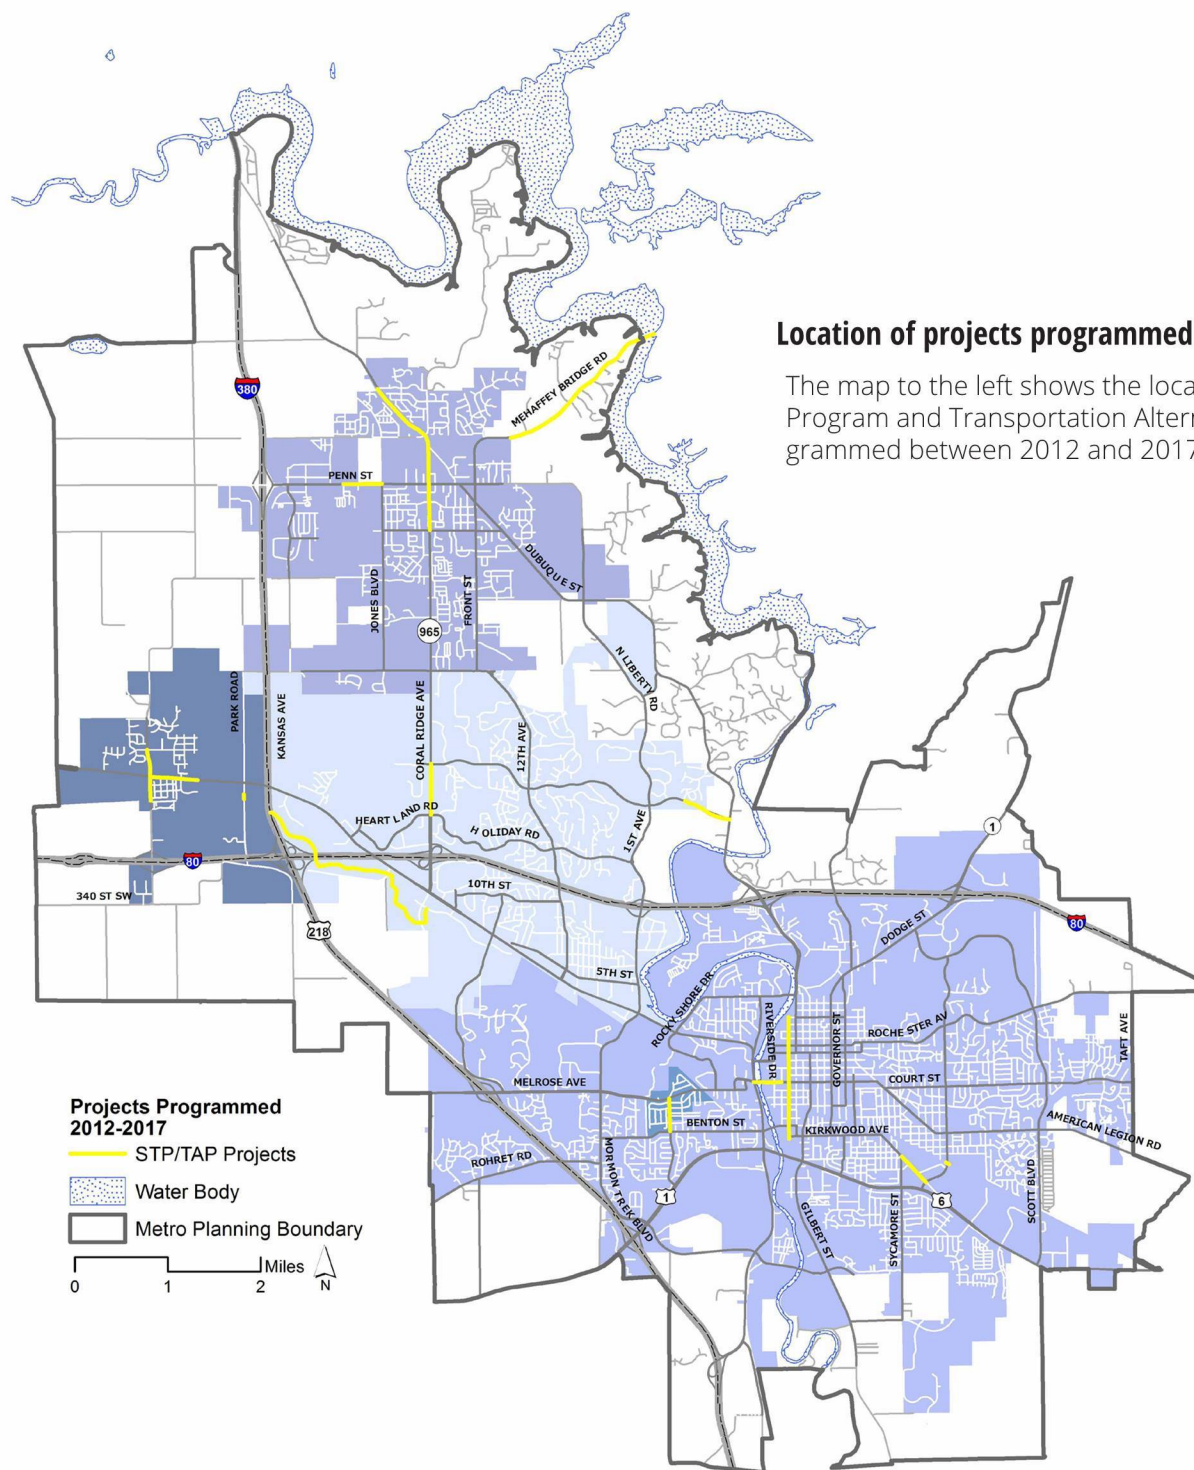 Location of projects programmed
The map to the left shows the loca
Program and Transportation Altern
grammed between 2012 and 2017
380
MEHAFFEY BRIDGE RD
PENN ST
DUBUQUE ST
JONES BLVD
FRONT ST
965
N LIBERTY RD
PARK ROAD
KANSAS AVE
CORAL RIDGE AVE
12TH AVE
HEART LAND RD
H OLIDAY RD
1ST AVE
1
80
340 ST SW
10TH ST
218
DODGE ST
80
5TH ST
ROCKY SHORE DR
RIVERSIDE DR
GOVERNOR ST
ROCHE STER AV
TAFT AVE
MELROSE AVE
COURT ST
BENTON ST
KIRKWOOD AVE
AMERICAN LEGION RD
ROHRET RD
MORMON TREK BLVD
1
GILBERT ST
SYCAMORE ST
6
SCOTT BLVD
Projects Programmed
2012-2017
STP/TAP Projects
Water Body
Metro Planning Boundary
Miles
0 1 2
N